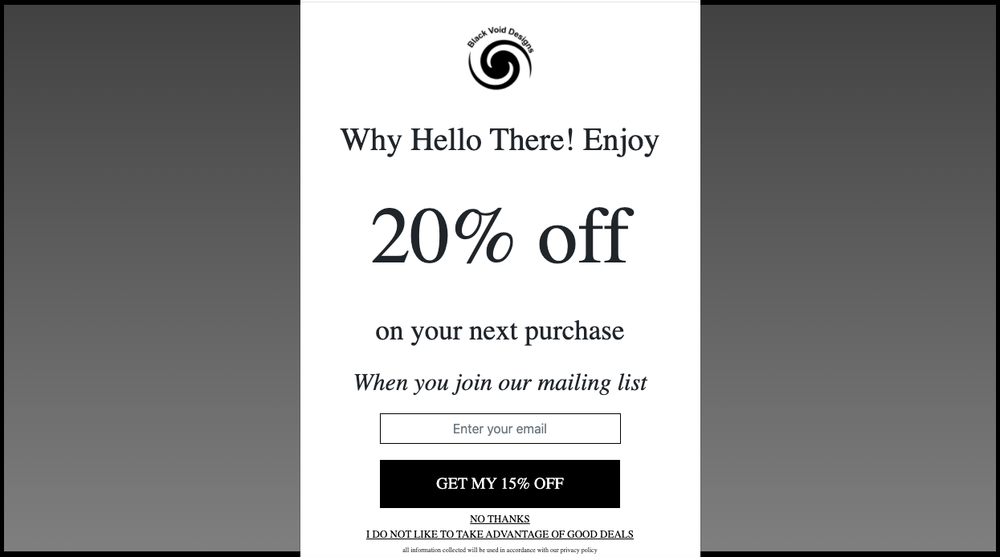 Black Void Designs
Why Hello There! Enjoy
20% off
on your next purchase
When you join our mailing list
Enter your email
GET MY 15% OFF
NO THANKS
I DO NOT LIKE TO TAKE ADVANTAGE OF GOOD DEALS
all information collected will be used in accordance with our privacy policy